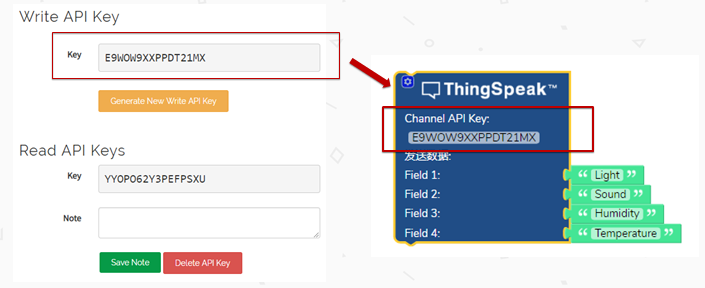 Write API Key
Key
E9WOW9XXPPDT21MX
Generate New Write API Key
Read API Keys
Key
YYOPO62Y3PEFPSXU
Note
Save Note
Delete API Key
ThingSpeak™
Channel API Key:
E9WOW9XXPPDT21MX
发送数据:
Field 1: “ Light ”
Field 2: “ Sound ”
Field 3: “ Humidity ”
Field 4: “ Temperature ”